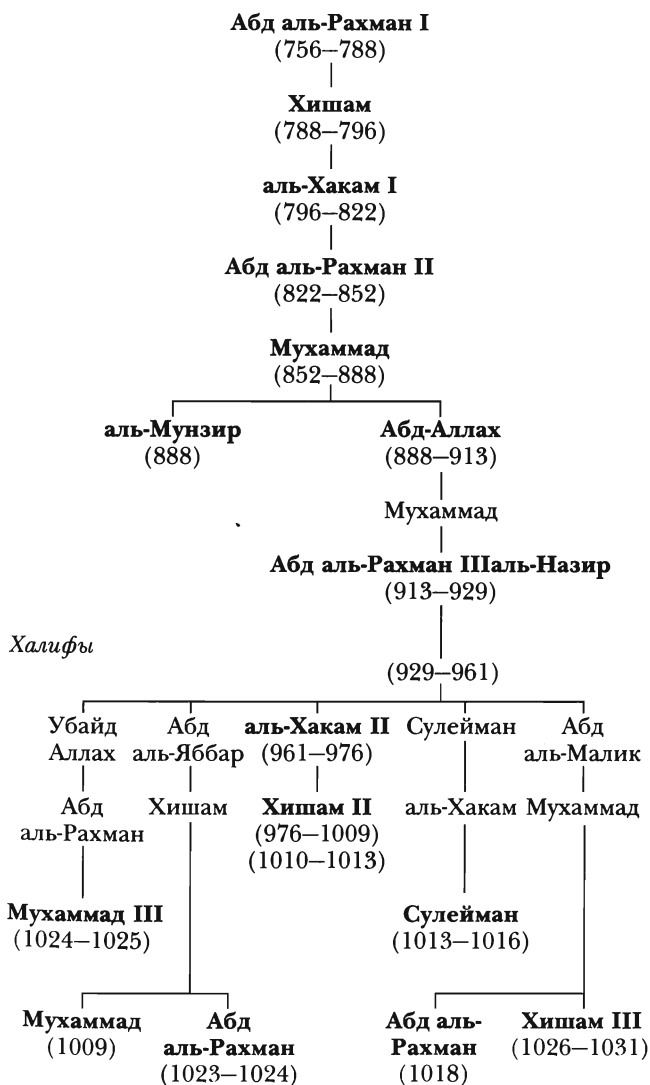 Абд аль-Рахман I
(756–788)
Хишам
(788–796)
аль-Хакам I
(796–822)
Абд аль-Рахман II
(822–852)
Мухаммад
(852–888)
аль-Мунзир
(888)
Абд-Аллах
(888–913)
Мухаммад
Абд аль-Рахман IIIаль-Назир
(913–929)
Халифы
(929–961)
Убайд
Аллах
Абд
аль-Яббар
аль-Хакам II
(961–976)
Сулейман
Абд
аль-Малик
Абд
аль-Рахман
Хишам
Хишам II
(976–1009)
(1010–1013)
аль-Хакам
Мухаммад
Мухаммад III
(1024–1025)
Сулейман
(1013–1016)
Мухаммад
(1009)
Абд
аль-Рахман
(1023–1024)
Абд аль-
Рахман
(1018)
Хишам III
(1026–1031)